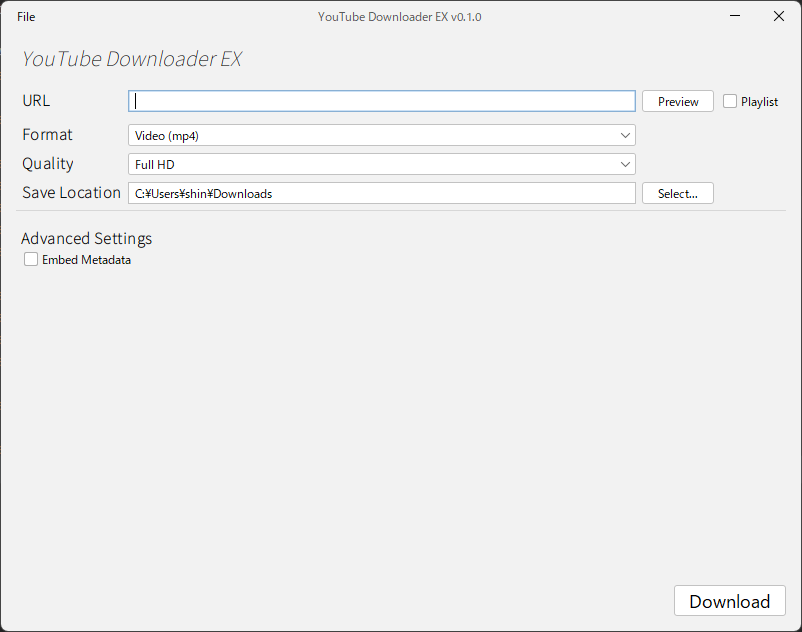 File YouTube Downloader EX v0.1.0
YouTube Downloader EX
URL Preview Playlist
Format Video (mp4)
Quality Full HD
Save Location C:¥Users¥shin¥Downloads Select...
Advanced Settings
Embed Metadata
Download